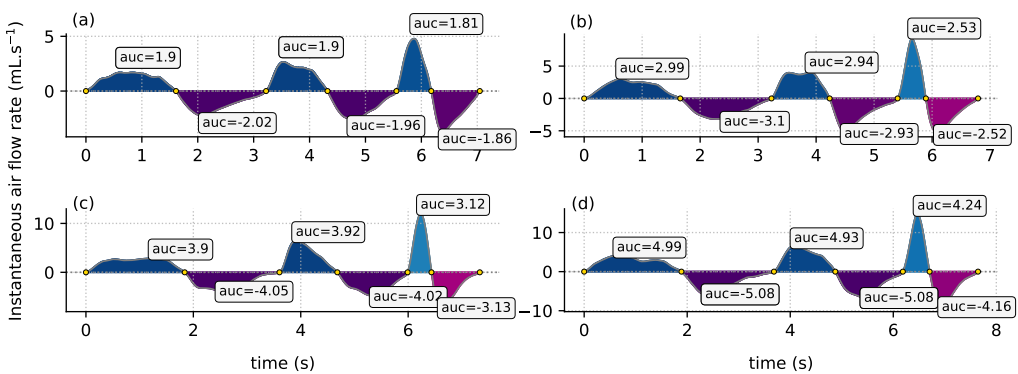 Instantaneous air flow rate (mL.s⁻¹)
(a)
auc=1.9
auc=1.9
auc=1.81
auc=-2.02
auc=-1.96
auc=-1.86
5
0
0 1 2 3 4 5 6 7
(b)
auc=2.99
auc=2.94
auc=2.53
auc=-3.1
auc=-2.93
auc=-2.52
5
0
−5
0 1 2 3 4 5 6 7
(c)
auc=3.9
auc=3.92
auc=3.12
auc=-4.05
auc=-4.02
auc=-3.13
10
0
0 2 4 6
time (s)
(d)
auc=4.99
auc=4.93
auc=4.24
auc=-5.08
auc=-5.08
auc=-4.16
10
0
−10
0 2 4 6 8
time (s)